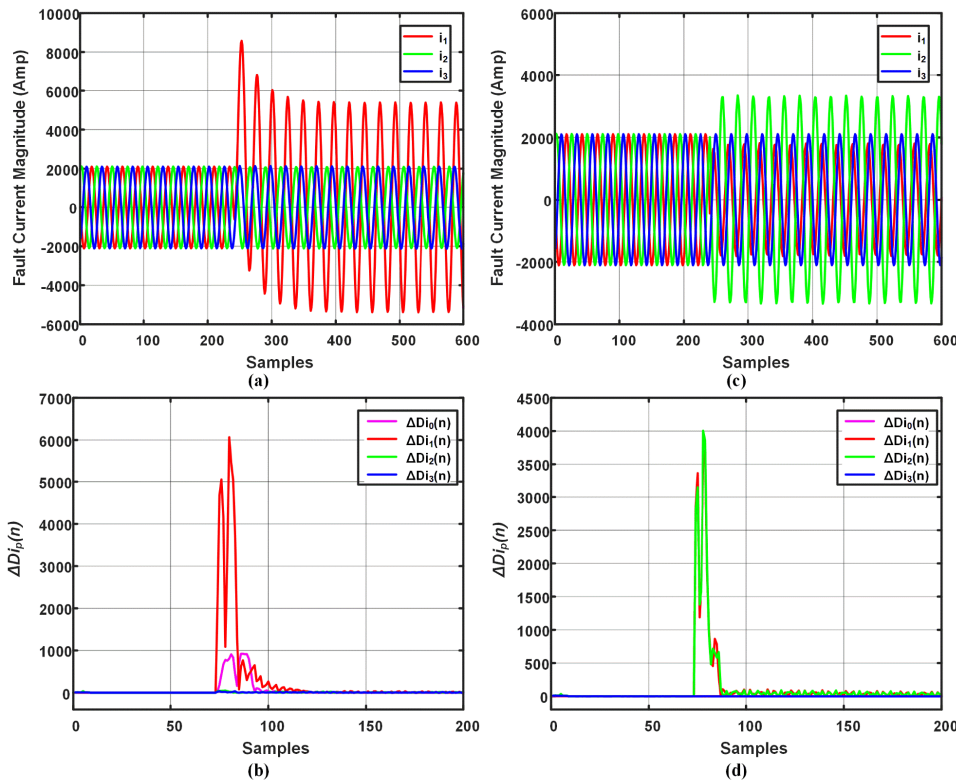 10000
8000
6000
4000
2000
0
-2000
-4000
-6000
0
100
200
300
400
500
600
Fault Current Magnitude (Amp)
i1
i2
i3
Samples
(a)
6000
4000
2000
0
-2000
-4000
0
100
200
300
400
500
600
Fault Current Magnitude (Amp)
i1
i2
i3
Samples
(c)
7000
6000
5000
4000
3000
2000
1000
0
0
50
100
150
200
ΔDip(n)
ΔDi0(n)
ΔDi1(n)
ΔDi2(n)
ΔDi3(n)
Samples
(b)
4500
4000
3500
3000
2500
2000
1500
1000
500
0
0
50
100
150
200
ΔDip(n)
ΔDi0(n)
ΔDi1(n)
ΔDi2(n)
ΔDi3(n)
Samples
(d)